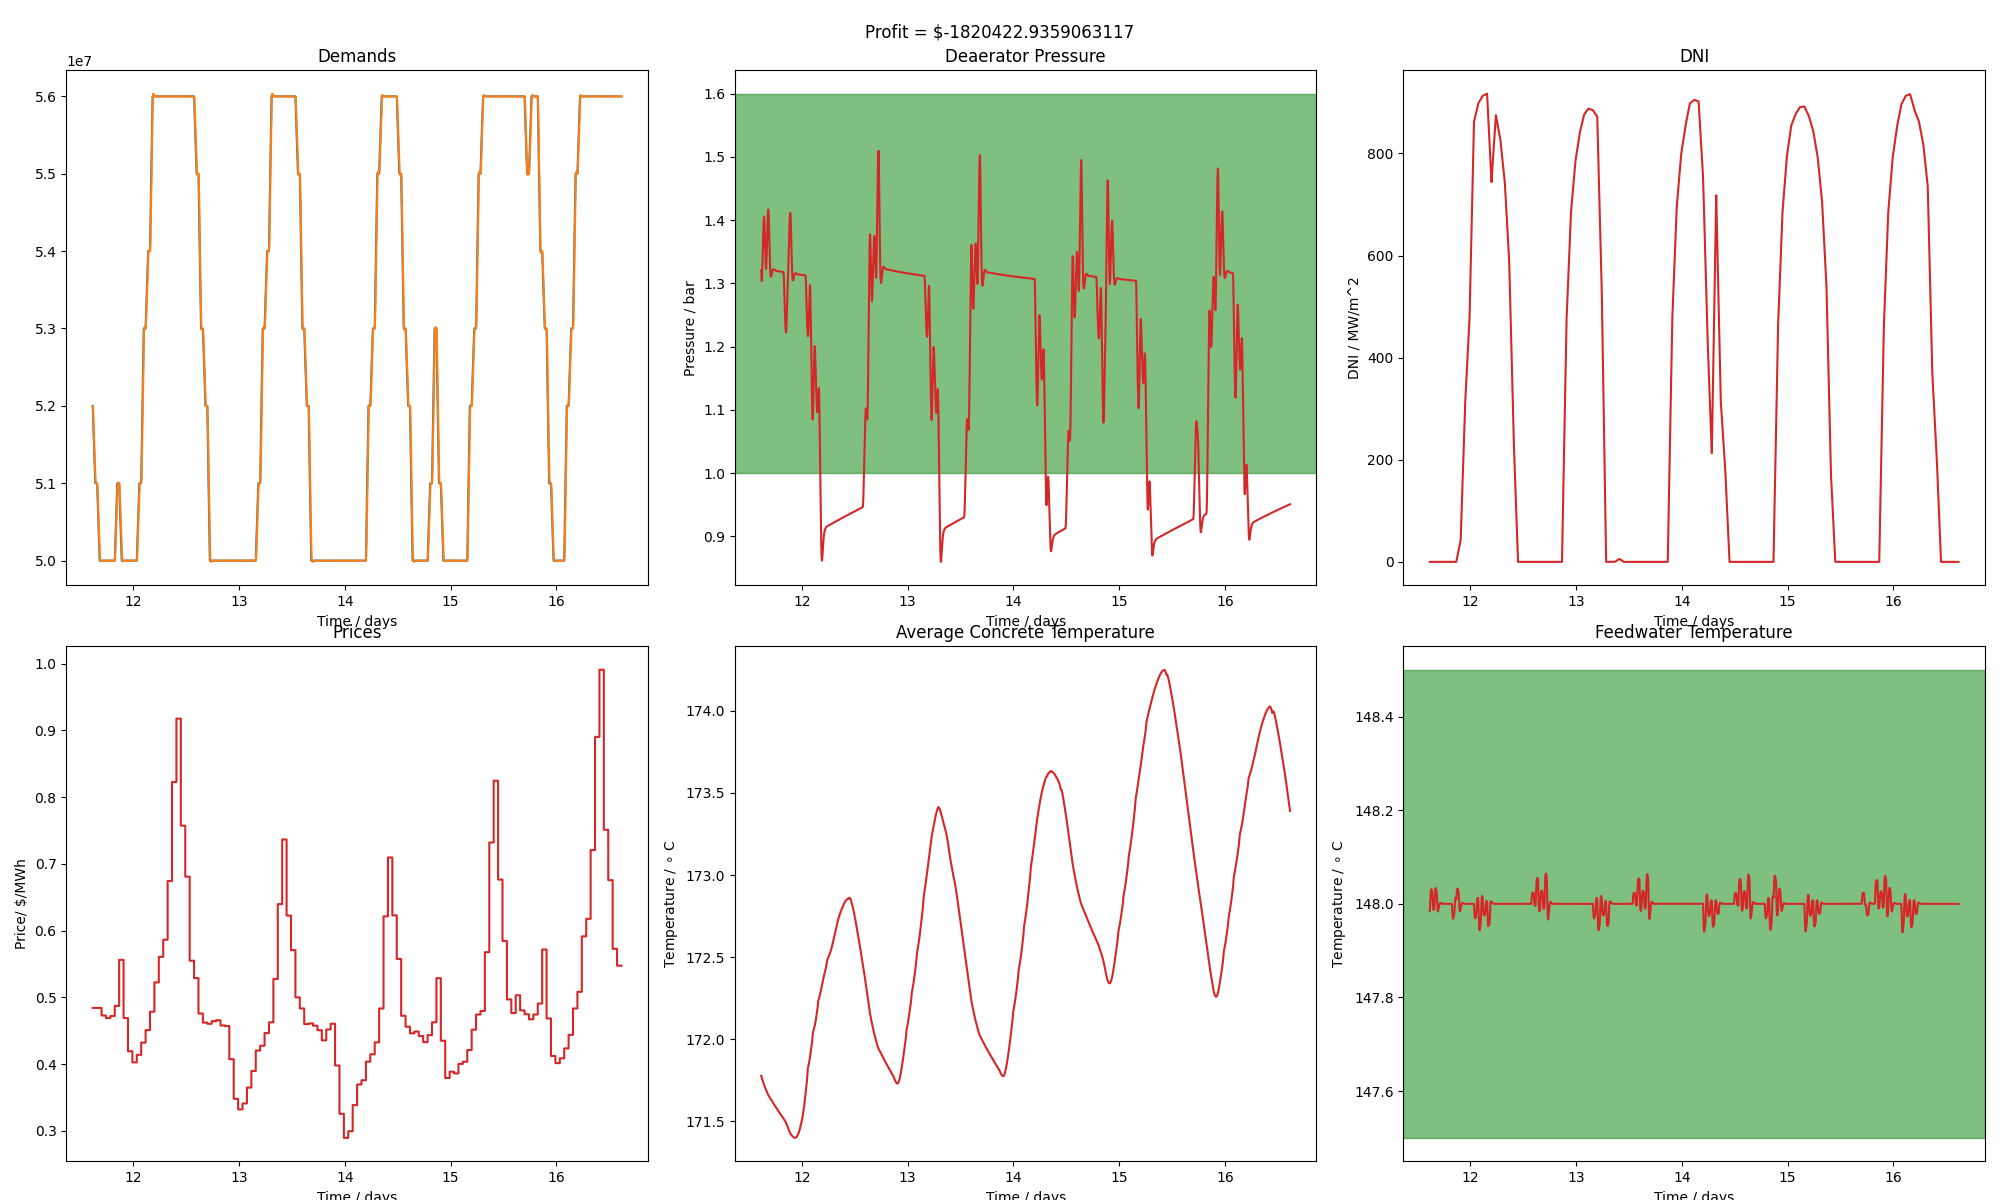 Profit = $-1820422.9359063117
Demands
1e7
5.6
5.5
5.4
5.3
5.2
5.1
5.0
12 13 14 15 16
Time / days
Deaerator Pressure
Pressure / bar
1.6
1.5
1.4
1.3
1.2
1.1
1.0
0.9
12 13 14 15 16
Time / days
DNI
DNI / MW/m^2
800
600
400
200
0
12 13 14 15 16
Time / days
Prices
Price/ $/MWh
1.0
0.9
0.8
0.7
0.6
0.5
0.4
0.3
12 13 14 15 16
Time / days
Average Concrete Temperature
Temperature / ∘ C
174.0
173.5
173.0
172.5
172.0
171.5
12 13 14 15 16
Time / days
Feedwater Temperature
Temperature / ∘ C
148.4
148.2
148.0
147.8
147.6
12 13 14 15 16
Time / days